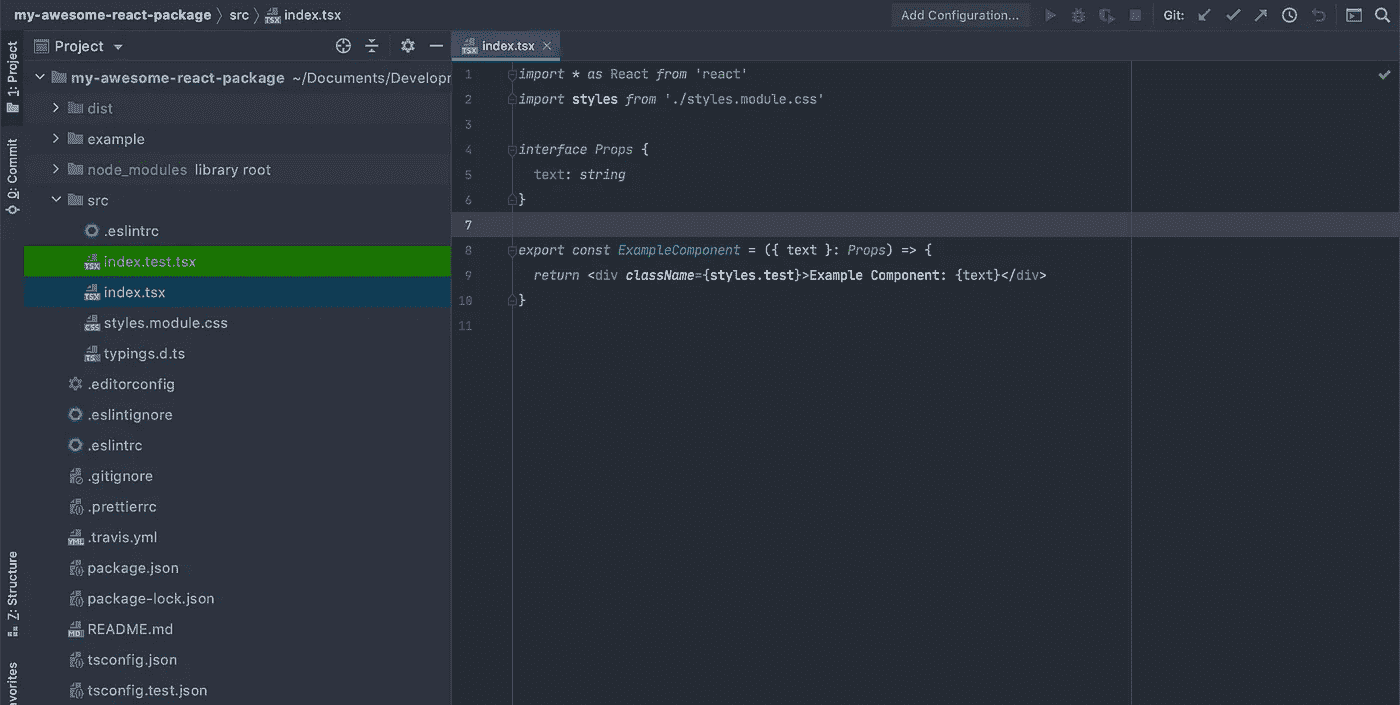 my-awesome-react-package src index.tsx
Add Configuration...
Git:
1: Project
0: Commit
Z: Structure
avorites
Project
my-awesome-react-package ~/Documents/Developr
dist
example
node_modules library root
src
.eslintrc
index.test.tsx
index.tsx
styles.module.css
typings.d.ts
.editorconfig
.eslintignore
.eslintrc
.gitignore
.prettierrc
.travis.yml
package.json
package-lock.json
README.md
tsconfig.json
tsconfig.test.json
index.tsx
1 import * as React from 'react'
2 import styles from './styles.module.css'
3
4 interface Props {
5 text: string
6 }
7
8 export const ExampleComponent = ({ text }: Props) => {
9 return <div className={styles.test}>Example Component: {text}</div>
10 }
11